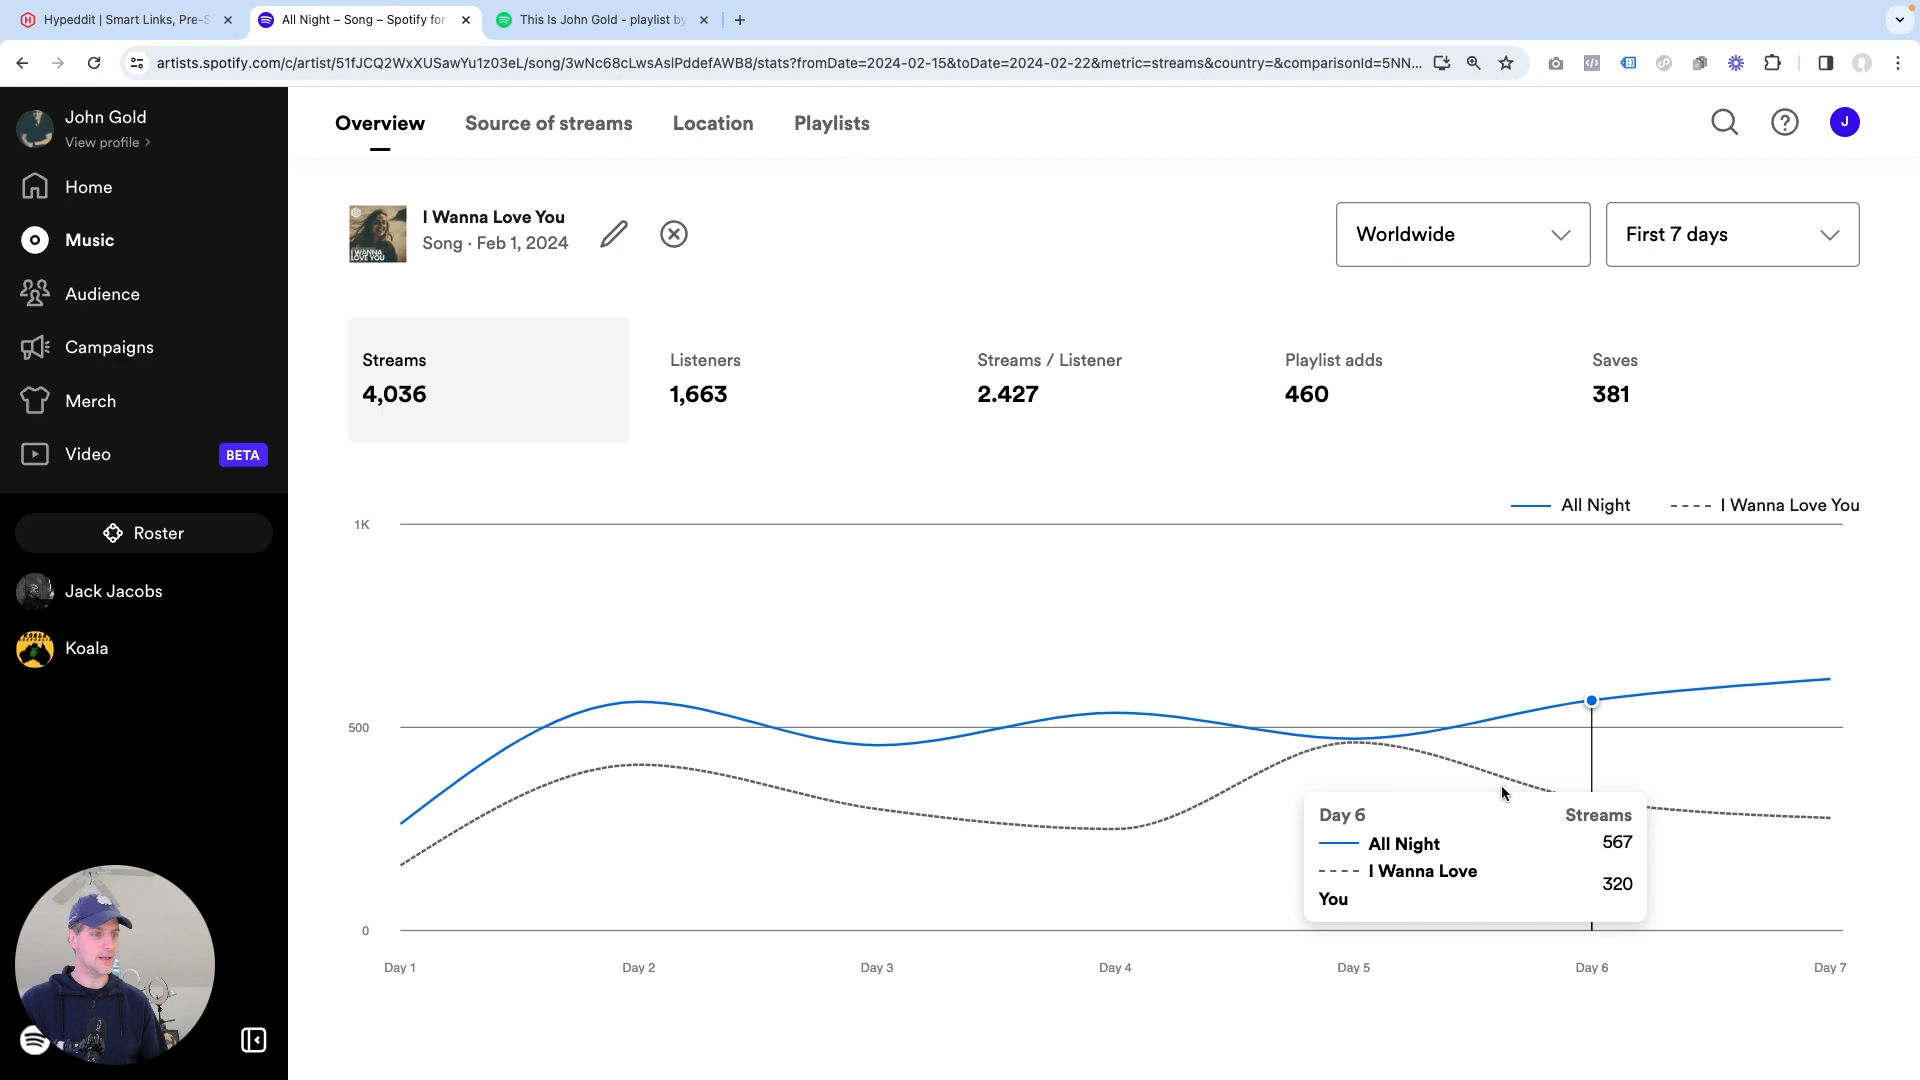 Hypeddit | Smart Links, Pre-S
All Night – Song – Spotify for
This Is John Gold - playlist by
artists.spotify.com/c/artist/51fJCQ2WxXUSawYu1z03eL/song/3wNc68cLwsAslPddefAWB8/stats?fromDate=2024-02-15&toDate=2024-02-22&metric=streams&country=&comparisonId=5NN...
John Gold
View profile
Home
Music
Audience
Campaigns
Merch
Video
BETA
Roster
Jack Jacobs
Koala
Overview
Source of streams
Location
Playlists
J
I WANNA
LOVE YOU
I Wanna Love You
Song · Feb 1, 2024
Worldwide
First 7 days
Streams
4,036
Listeners
1,663
Streams / Listener
2.427
Playlist adds
460
Saves
381
All Night
I Wanna Love You
1K
500
0
Day 6
Streams
All Night
567
I Wanna Love
You
320
Day 1
Day 2
Day 3
Day 4
Day 5
Day 6
Day 7